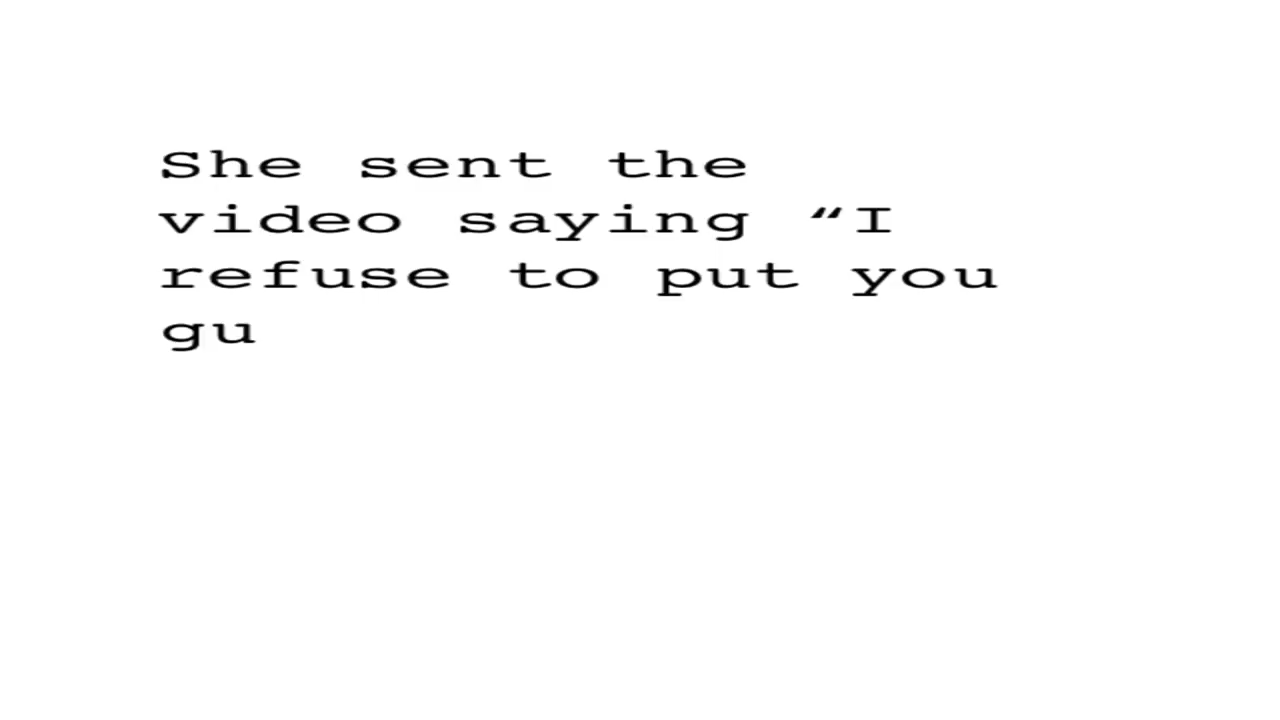 She sent the
video saying “I
refuse to put you
gu